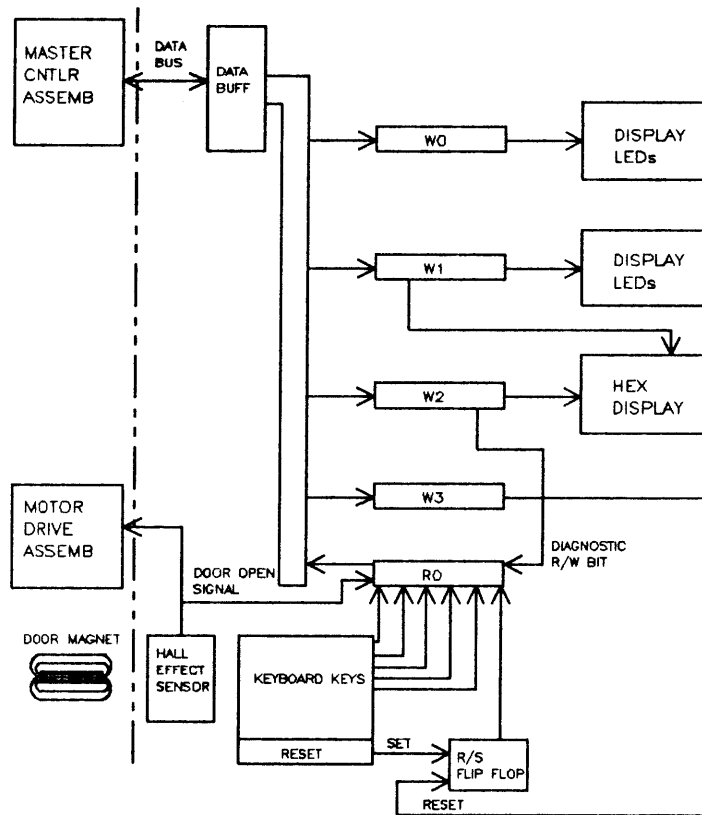 MASTER
CNTLR
ASSEMB
DATA
BUS
DATA
BUFF
W0
DISPLAY
LEDs
W1
DISPLAY
LEDs
W2
HEX
DISPLAY
MOTOR
DRIVE
ASSEMB
W3
DIAGNOSTIC
R/W BIT
DOOR OPEN
SIGNAL
R0
DOOR MAGNET
HALL
EFFECT
SENSOR
KEYBOARD KEYS
RESET
SET
R/S
FLIP FLOP
RESET